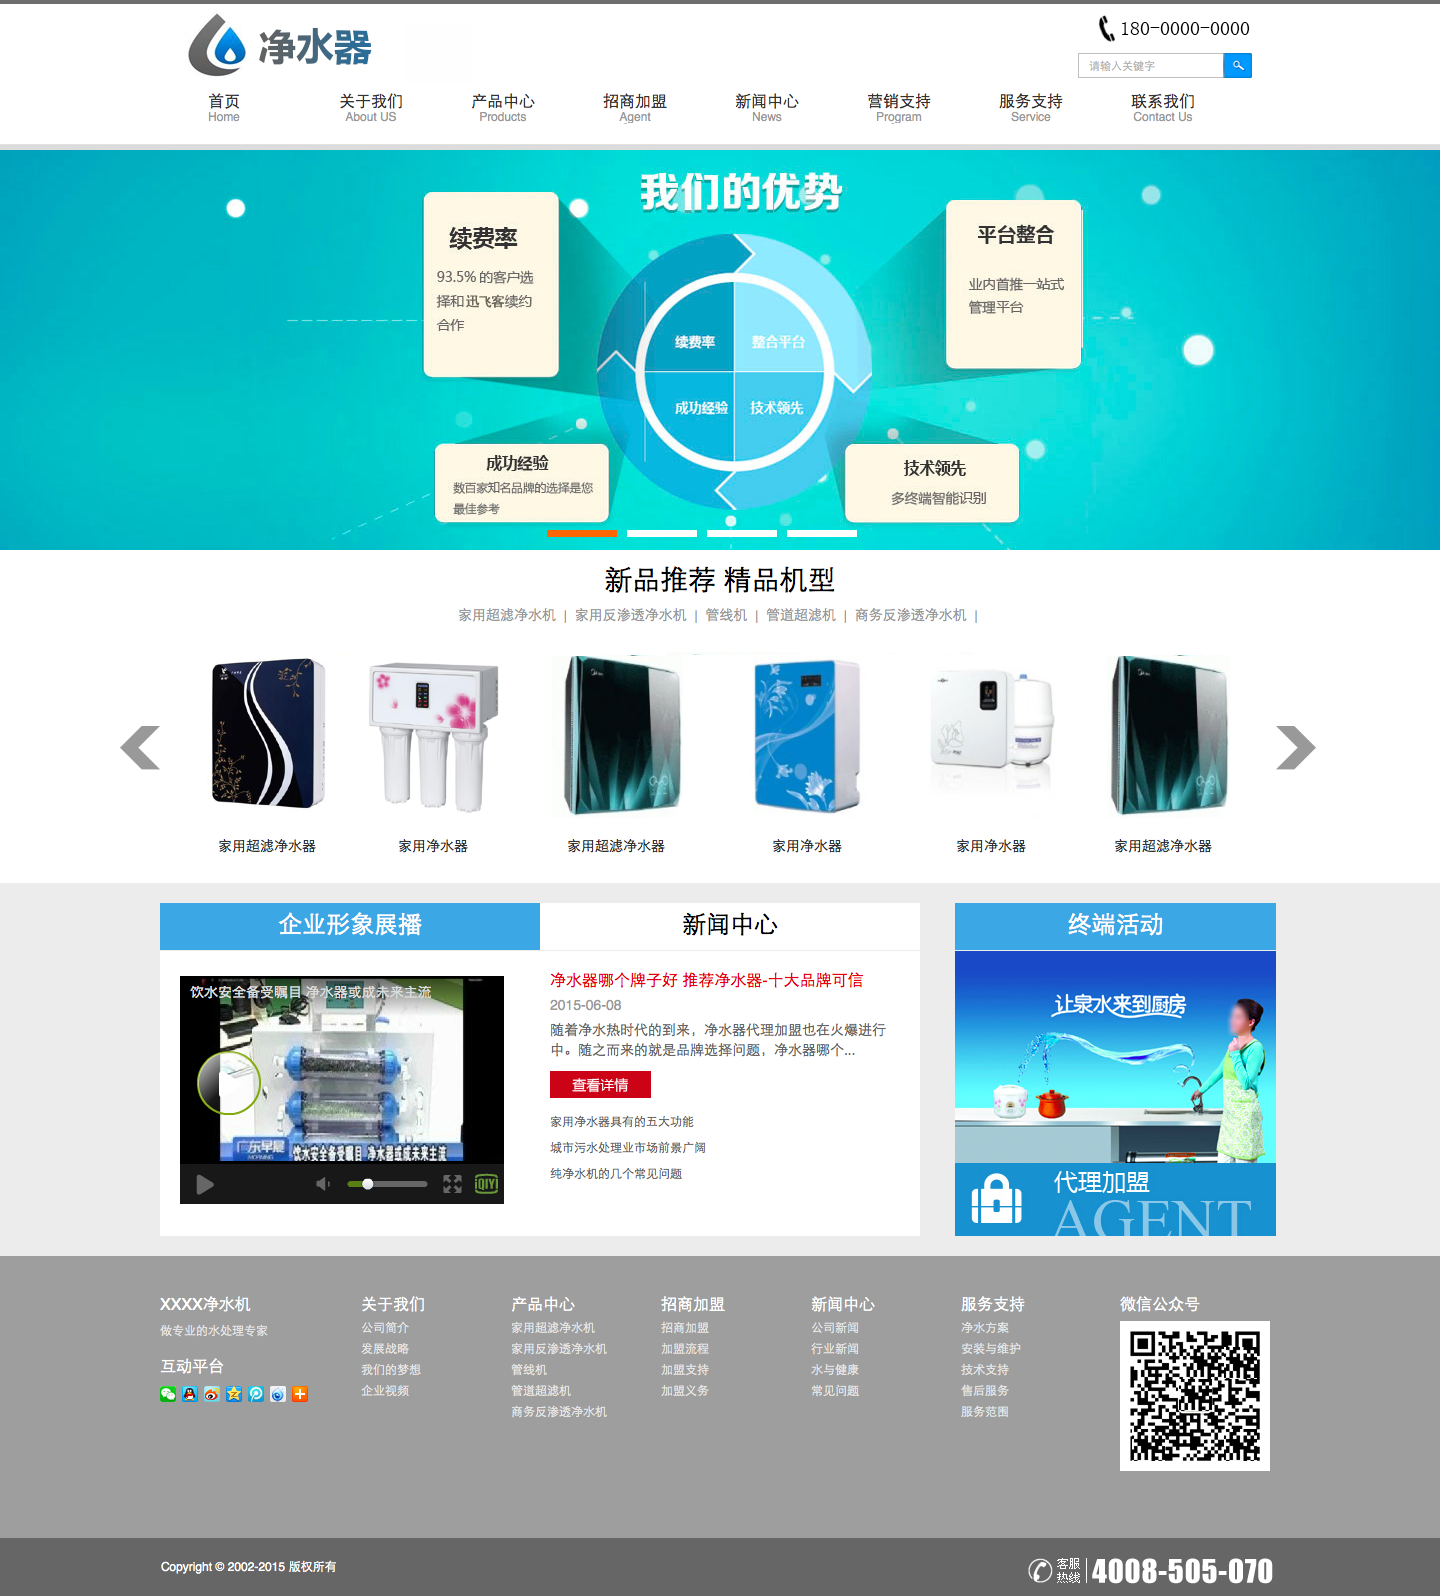 净水器
180-0000-0000
请输入关键字
首页 关于我们 产品中心 招商加盟 新闻中心 营销支持 服务支持 联系我们
Home About US Products Agent News Program Service Contact Us
我们的优势
续费率
93.5% 的客户选
择和 迅飞客续约
合作
平台整合
业内首推一站式
管理平台
续费率 整合平台
成功经验 技术领先
成功经验
数百家知名品牌的选择是您
最佳参考
技术领先
多终端智能识别
新品推荐 精品机型
家用超滤净水机 | 家用反渗透净水机 | 管线机 | 管道超滤机 | 商务反渗透净水机 |
家用超滤净水器 家用净水器 家用超滤净水器 家用净水器 家用净水器 家用超滤净水器
企业形象展播 新闻中心 终端活动
饮水安全备受瞩目 净水器或成未来主流
广东早晨
MORNING
饮水安全备受瞩目 净水器或成未来主流
QIY
净水器哪个牌子好 推荐净水器-十大品牌可信
2015-06-08
随着净水热时代的到来，净水器代理加盟也在火爆进行
中。随之而来的就是品牌选择问题，净水器哪个...
查看详情
家用净水器具有的五大功能
城市污水处理业市场前景广阔
纯净水机的几个常见问题
让泉水来到厨房
代理加盟
AGENT
XXXX净水机
做专业的水处理专家
互动平台
关于我们
公司简介
发展战略
我们的梦想
企业视频
产品中心
家用超滤净水机
家用反渗透净水机
管线机
管道超滤机
商务反渗透净水机
招商加盟
招商加盟
加盟流程
加盟支持
加盟义务
新闻中心
公司新闻
行业新闻
水与健康
常见问题
服务支持
净水方案
安装与维护
技术支持
售后服务
服务范围
微信公众号
Copyright © 2002-2015 版权所有
客服
热线
4008-505-070